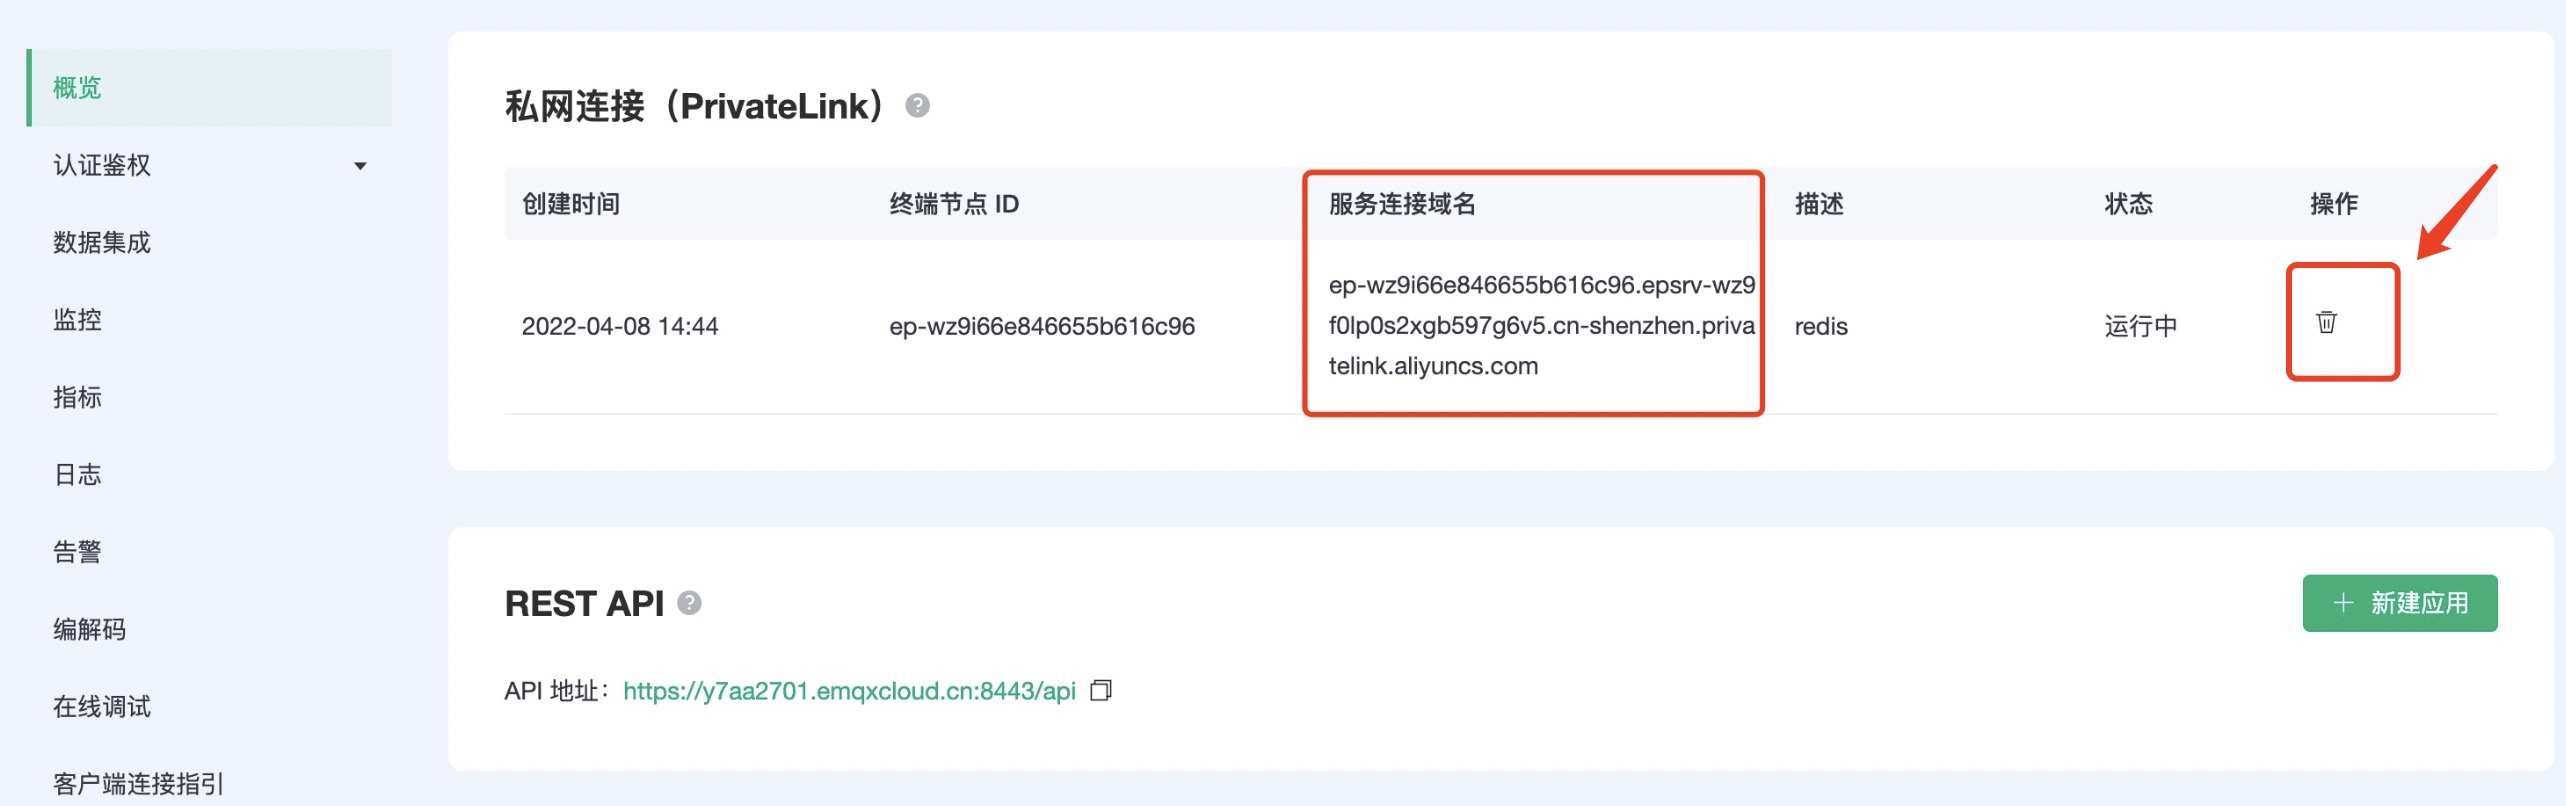 概览
认证鉴权
数据集成
监控
指标
日志
告警
编解码
在线调试
客户端连接指引
私网连接（PrivateLink） ?
创建时间 终端节点 ID 服务连接域名 描述 状态 操作
2022-04-08 14:44 ep-wz9i66e846655b616c96 ep-wz9i66e846655b616c96.epsrv-wz9
f0lp0s2xgb597g6v5.cn-shenzhen.priva
telink.aliyuncs.com redis 运行中
REST API ?
+ 新建应用
API 地址： https://y7aa2701.emqxcloud.cn:8443/api